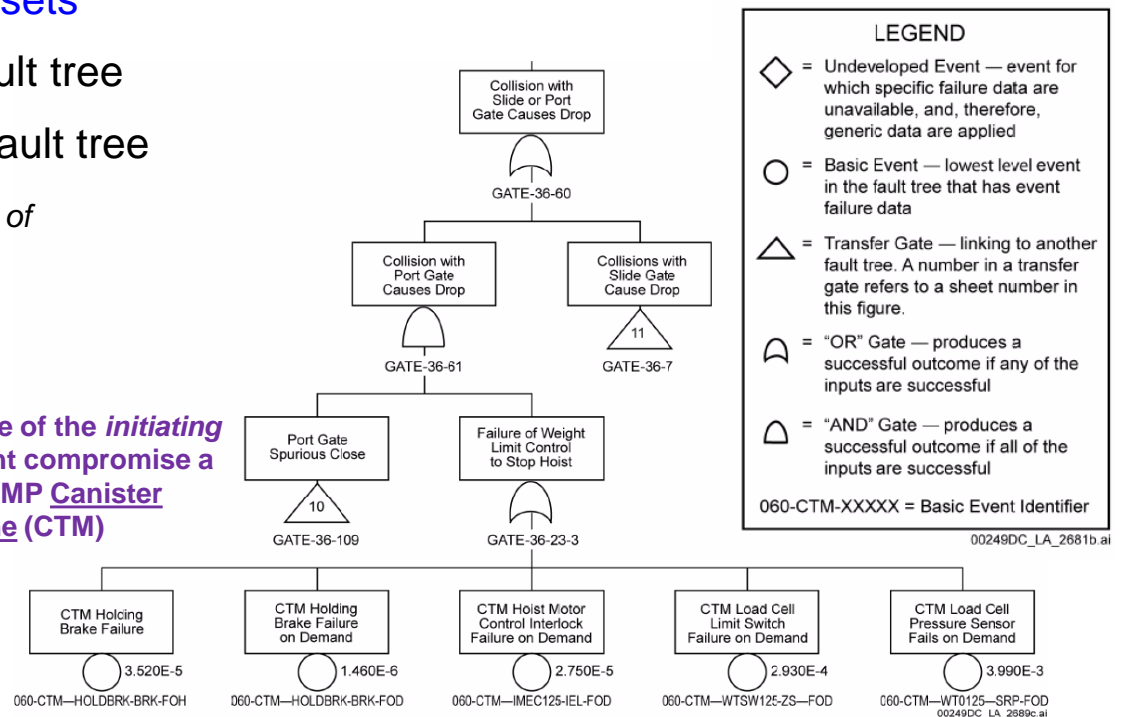 sets
ult tree
ault tree
of
e of the initiating
nt compromise a
MP Canister
e (CTM)
Collision with
Slide or Port
Gate Causes Drop
GATE-36-60
Collision with
Port Gate
Causes Drop
GATE-36-61
Collisions with
Slide Gate
Cause Drop
11
GATE-36-7
Port Gate
Spurious Close
10
GATE-36-109
Failure of Weight
Limit Control
to Stop Hoist
GATE-36-23-3
CTM Holding
Brake Failure
3.520E-5
060-CTM—HOLDBRK-BRK-FOH
CTM Holding
Brake Failure
on Demand
1.460E-6
060-CTM—HOLDBRK-BRK-FOD
CTM Hoist Motor
Control Interlock
Failure on Demand
2.750E-5
060-CTM—IMEC125-IEL-FOD
CTM Load Cell
Limit Switch
Failure on Demand
2.930E-4
060-CTM—WTSW125-ZS—FOD
CTM Load Cell
Pressure Sensor
Fails on Demand
3.990E-3
060-CTM—WT0125—SRP-FOD
00249DC_LA_2689c.ai
LEGEND
= Undeveloped Event — event for
which specific failure data are
unavailable, and, therefore,
generic data are applied
= Basic Event — lowest level event
in the fault tree that has event
failure data
= Transfer Gate — linking to another
fault tree. A number in a transfer
gate refers to a sheet number in
this figure.
= "OR" Gate — produces a
successful outcome if any of the
inputs are successful
= "AND" Gate — produces a
successful outcome if all of the
inputs are successful
060-CTM-XXXXX = Basic Event Identifier
00249DC_LA_2681b.ai